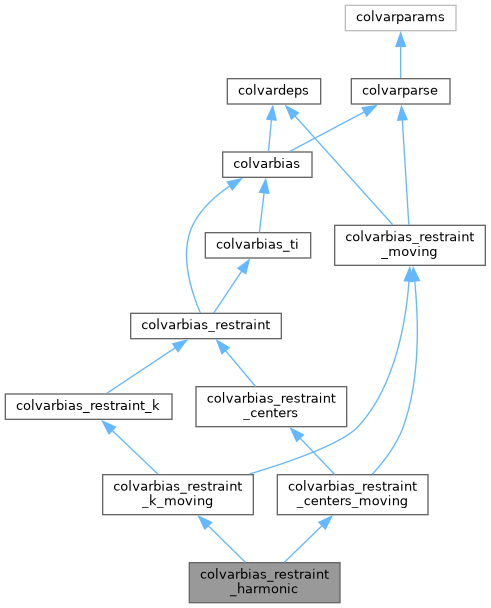 colvarparams
colvardeps
colvarparse
colvarbias
colvarbias_ti
colvarbias_restraint
_moving
colvarbias_restraint
colvarbias_restraint_k
colvarbias_restraint
_centers
colvarbias_restraint
_k_moving
colvarbias_restraint
_centers_moving
colvarbias_restraint
_harmonic